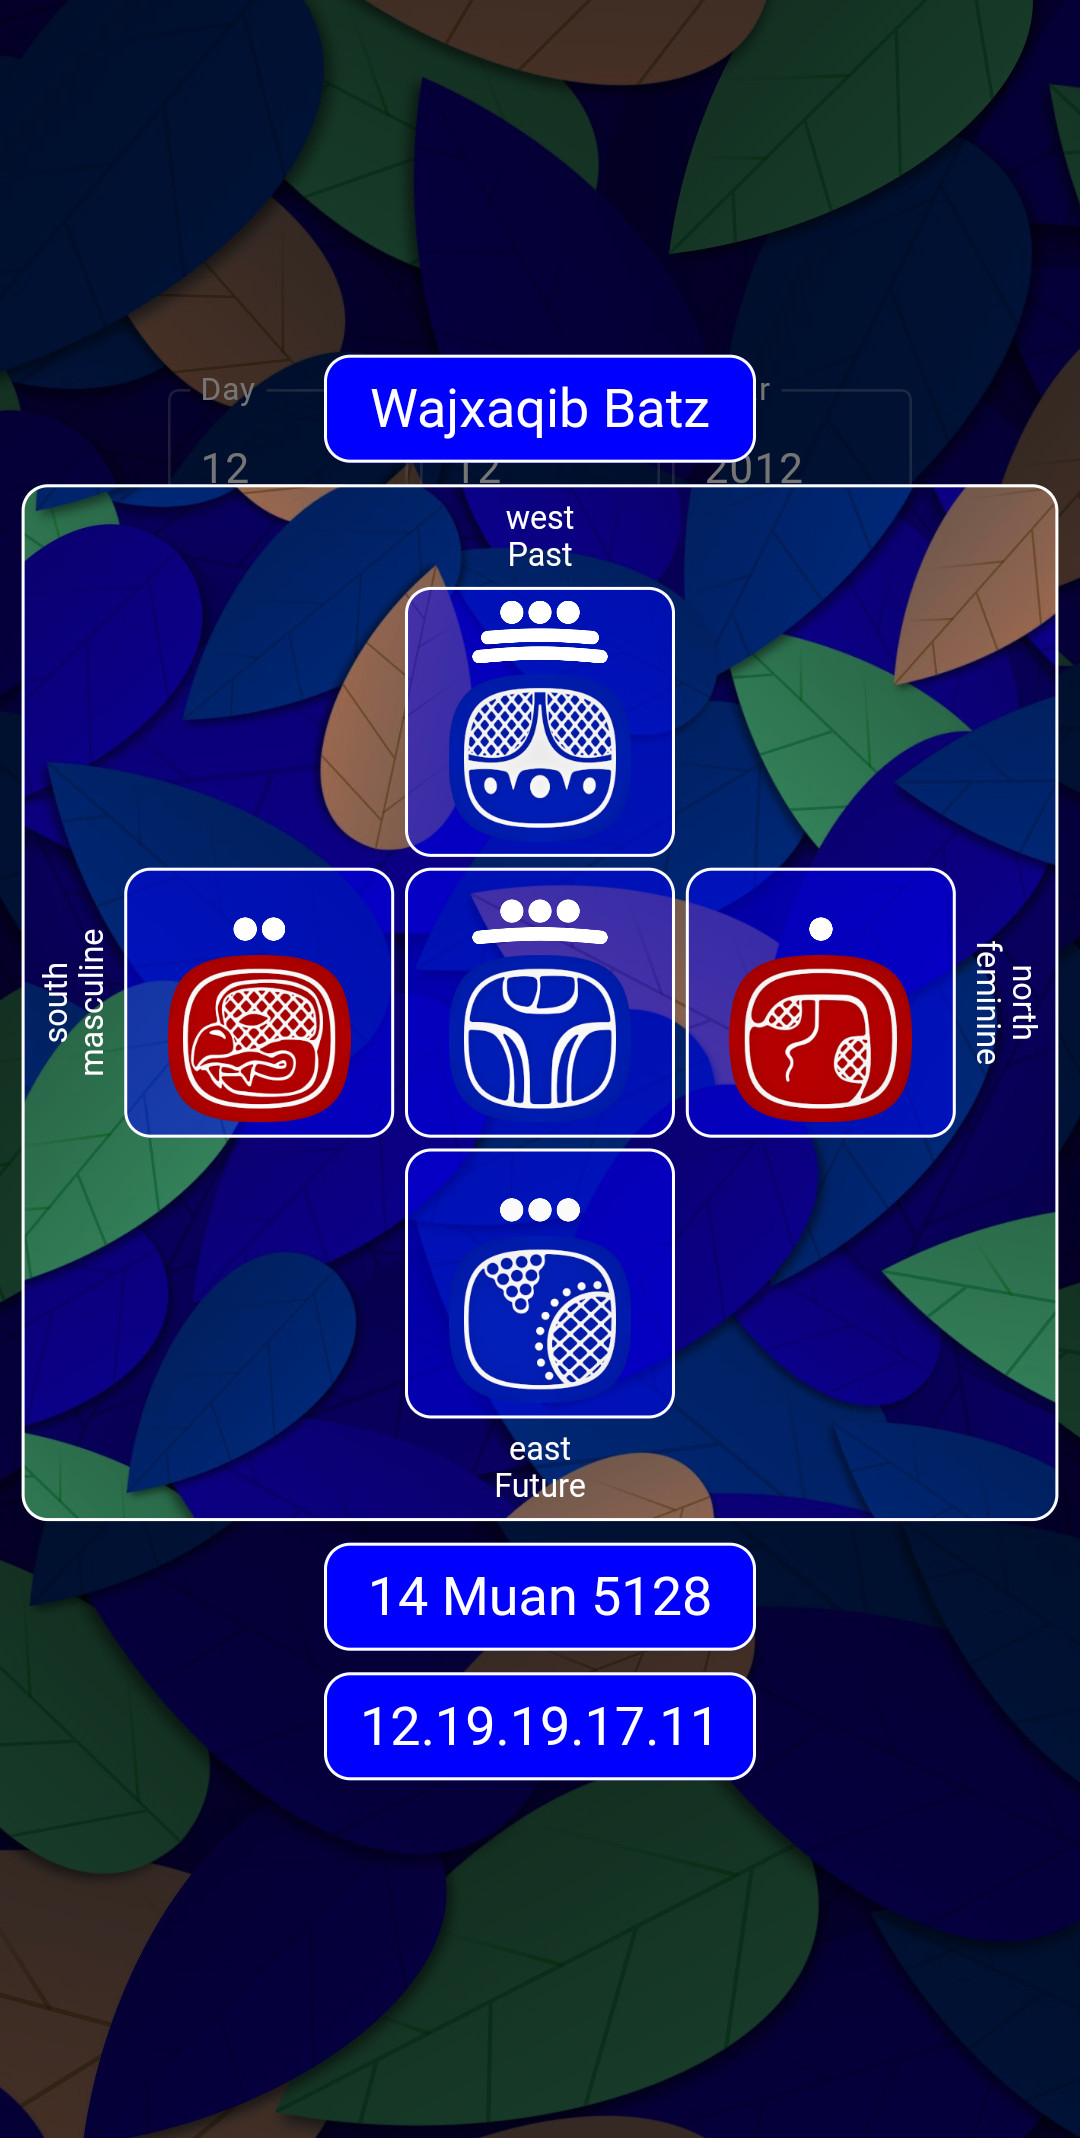 Day
r
Wajxaqib Batz
12
12
2012
west
Past
south
masculine
north
feminine
east
Future
14 Muan 5128
12.19.19.17.11